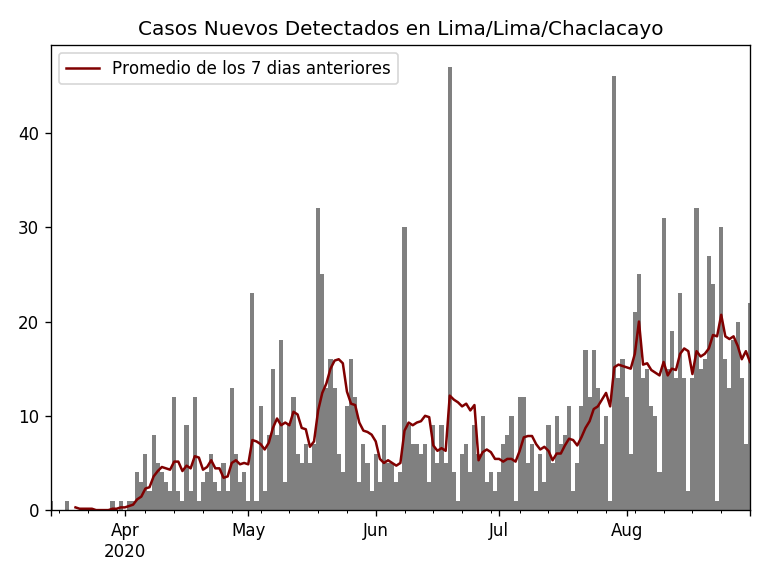 Casos Nuevos Detectados en Lima/Lima/Chaclacayo
Promedio de los 7 dias anteriores
40
30
20
10
0
Apr May Jun Jul Aug
2020